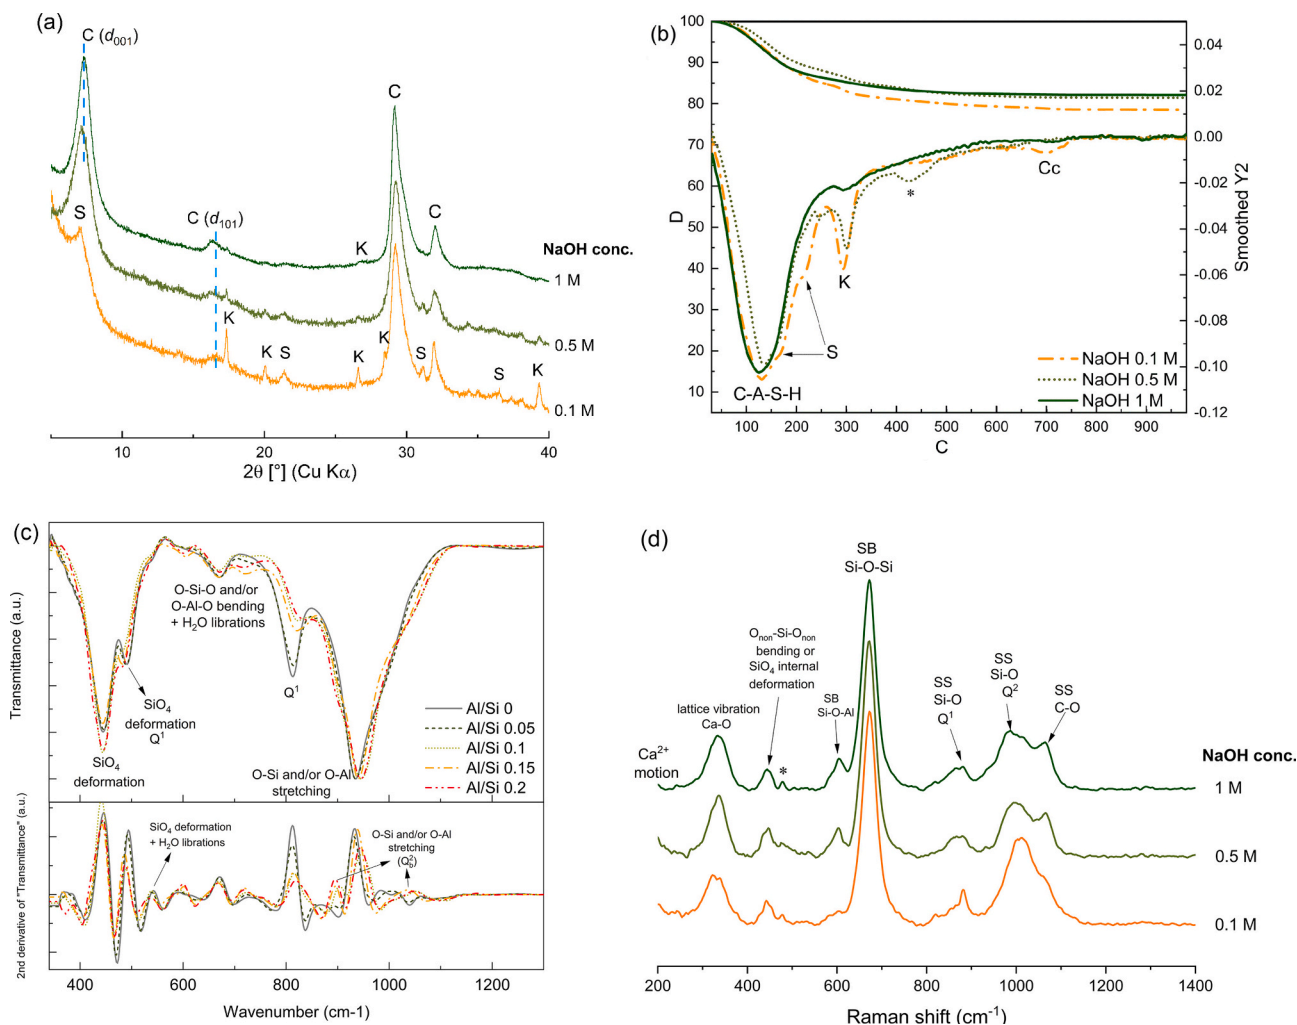 (a)
C (d001)
C
S
C (d101)
C
K
NaOH conc.
1 M
0.5 M
K
K
S
K
K
S
S
K
0.1 M
10
20
30
40
2θ [°] (Cu Kα)
(b)
100
90
80
70
60
50
40
30
20
10
D
0.04
0.02
0.00
-0.02
-0.04
-0.06
-0.08
-0.10
-0.12
Smoothed Y2
Cc
*
K
S
C-A-S-H
NaOH 0.1 M
NaOH 0.5 M
NaOH 1 M
100
200
300
400
500
600
700
800
900
C
(c)
Transmittance (a.u.)
O-Si-O and/or
O-Al-O bending
+ H2O librations
SiO4
deformation
Q1
Q1
SiO4
deformation
O-Si and/or O-Al
stretching
Al/Si 0
Al/Si 0.05
Al/Si 0.1
Al/Si 0.15
Al/Si 0.2
2nd derivative of "Transmittance" (a.u.)
SiO4 deformation
+ H2O librations
O-Si and/or O-Al
stretching
(Q2b)
400
600
800
1000
1200
Wavenumber (cm-1)
(d)
SB
Si-O-Si
Onon-Si-Onon
bending or
SiO4 internal
deformation
SS
Si-O
Q2
SS
Si-O
Q1
SS
C-O
SB
Si-O-Al
lattice vibration
Ca-O
Ca2+
motion
*
NaOH conc.
1 M
0.5 M
0.1 M
200
400
600
800
1000
1200
1400
Raman shift (cm-1)